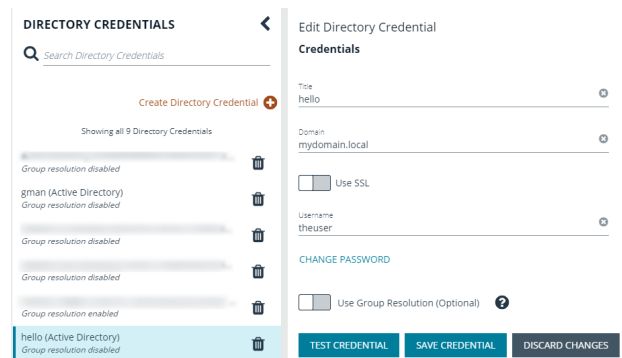 DIRECTORY CREDENTIALS
Search Directory Credentials
Create Directory Credential
Showing all 9 Directory Credentials
Group resolution disabled
gman (Active Directory)
Group resolution disabled
Group resolution disabled
Group resolution disabled
Group resolution enabled
hello (Active Directory)
Group resolution disabled
Edit Directory Credential
Credentials
Title
hello
Domain
mydomain.local
Use SSL
Username
theuser
CHANGE PASSWORD
Use Group Resolution (Optional) ?
TEST CREDENTIAL SAVE CREDENTIAL DISCARD CHANGES